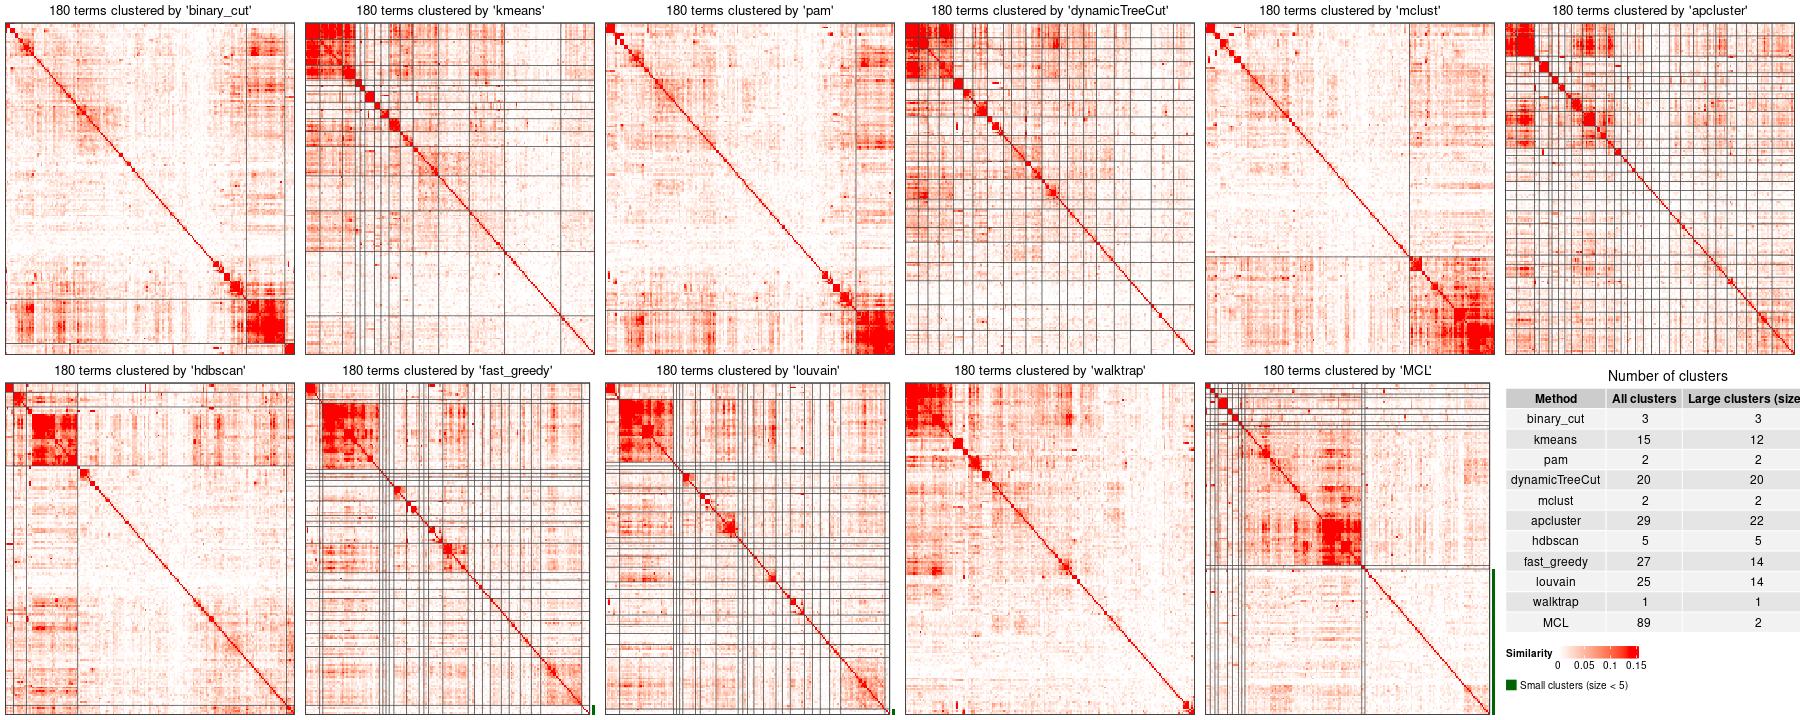 180 terms clustered by 'binary_cut'
180 terms clustered by 'kmeans'
180 terms clustered by 'pam'
180 terms clustered by 'dynamicTreeCut'
180 terms clustered by 'mclust'
180 terms clustered by 'apcluster'
180 terms clustered by 'hdbscan'
180 terms clustered by 'fast_greedy'
180 terms clustered by 'louvain'
180 terms clustered by 'walktrap'
180 terms clustered by 'MCL'
Number of clusters
Method All clusters Large clusters (size
binary_cut 3 3
kmeans 15 12
pam 2 2
dynamicTreeCut 20 20
mclust 2 2
apcluster 29 22
hdbscan 5 5
fast_greedy 27 14
louvain 25 14
walktrap 1 1
MCL 89 2
Similarity
0 0.05 0.1 0.15
Small clusters (size < 5)